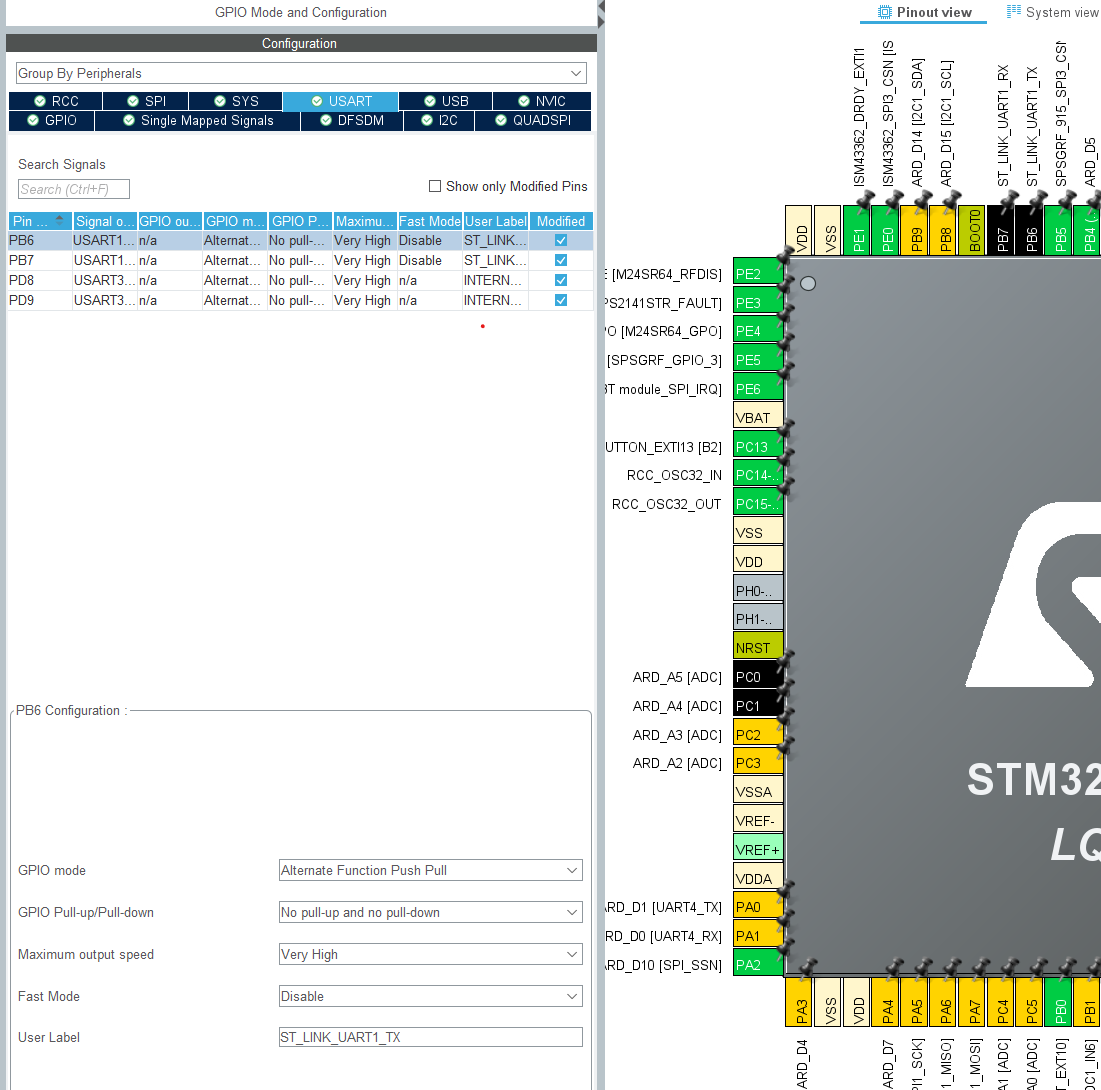 GPIO Mode and Configuration
Configuration
Group By Peripherals
RCC SPI SYS USART USB NVIC
GPIO Single Mapped Signals DFSDM I2C QUADSPI
Search Signals
Search (Ctrl+F)
Show only Modified Pins
Pin ... Signal o... GPIO ou... GPIO m... GPIO P... Maximu... Fast Mode User Label Modified
PB6 USART1... n/a Alternat... No pull-... Very High Disable ST_LINK...
PB7 USART1... n/a Alternat... No pull-... Very High Disable ST_LINK...
PD8 USART3... n/a Alternat... No pull-... Very High n/a INTERN...
PD9 USART3... n/a Alternat... No pull-... Very High n/a INTERN...
PB6 Configuration :
GPIO mode Alternate Function Push Pull
GPIO Pull-up/Pull-down No pull-up and no pull-down
Maximum output speed Very High
Fast Mode Disable
User Label ST_LINK_UART1_TX
Pinout view System view
ISM43362_DRDY_EXTI1
ISM43362_SPI3_CSN [IS
ARD_D14 [I2C1_SDA]
ARD_D15 [I2C1_SCL]
ST_LINK_UART1_RX
ST_LINK_UART1_TX
SPSGRF_915_SPI3_CSN
ARD_D5
VDD
VSS
PE1
PE0
PB9
PB8
BOOT0
PB7
PB6
PB5
PB4 (..
[M24SR64_RFDIS] PE2
PS2141STR_FAULT] PE3
PO [M24SR64_GPO] PE4
[SPSGRF_GPIO_3] PE5
BT module_SPI_IRQ] PE6
VBAT
UTTON_EXTI13 [B2] PC13
RCC_OSC32_IN PC14-..
RCC_OSC32_OUT PC15-..
VSS
VDD
PH0-..
PH1-..
NRST
ARD_A5 [ADC] PC0
ARD_A4 [ADC] PC1
ARD_A3 [ADC] PC2
ARD_A2 [ADC] PC3
VSSA
VREF-
VREF+
VDDA
ARD_D1 [UART4_TX] PA0
RD_D0 [UART4_RX] PA1
ARD_D10 [SPI_SSN] PA2
STM32
LQ
PA3
VSS
VDD
PA4
PA5
PA6
PA7
PC4
PC5
PB0
PB1
ARD_D4
ARD_D7
PI1_SCK]
1_MISO]
1_MOSI]
A1 [ADC]
A0 [ADC]
T_EXT10]
DC1_IN6]